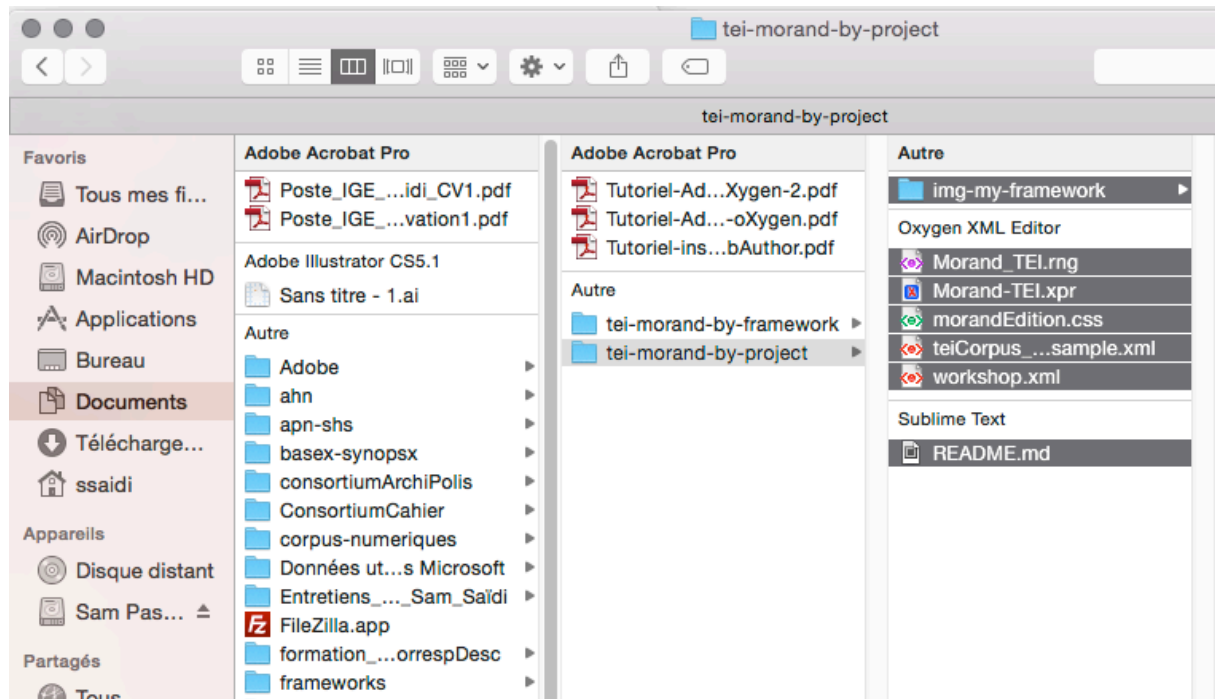 tei-morand-by-project
tei-morand-by-project
Favoris
Tous mes fi...
AirDrop
Macintosh HD
Applications
Bureau
Documents
Télécharge...
ssaidi
Appareils
Disque distant
Sam Pas...
Partagés
Tous
Adobe Acrobat Pro
Poste_IGE_...idi_CV1.pdf
Poste_IGE_...vation1.pdf
Adobe Illustrator CS5.1
Sans titre - 1.ai
Autre
Adobe
ahn
apn-shs
basex-synopsx
consortiumArchiPolis
ConsortiumCahier
corpus-numeriques
Données ut...s Microsoft
Entretiens_..._Sam_Saïdi
FileZilla.app
formation_...orrespDesc
frameworks
Adobe Acrobat Pro
Tutoriel-Ad...Xygen-2.pdf
Tutoriel-Ad...-oXygen.pdf
Tutoriel-ins...bAuthor.pdf
Autre
tei-morand-by-framework
tei-morand-by-project
Autre
img-my-framework
Oxygen XML Editor
Morand_TEI.rng
Morand-TEI.xpr
morandEdition.css
teiCorpus_...sample.xml
workshop.xml
Sublime Text
README.md